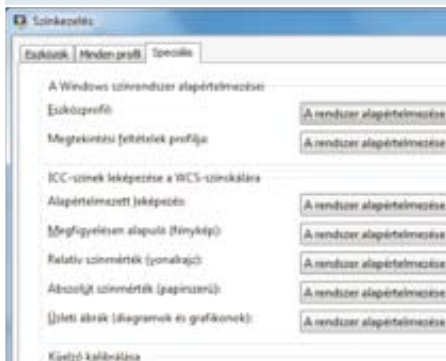 Színkezelés
Eszközök Minden profil Speciális
A Windows színrendszer alapértelmezései
Eszközprofil: A rendszer alapértelmezése
Megtekintési feltételek profilja: A rendszer alapértelmezése
ICC-színek leképezése a WCS-színskálára
Alapértelmezett leképezés: A rendszer alapértelmezése
Megfigyelésen alapuló (fénykép): A rendszer alapértelmezése
Relatív színmérték (vonalrajz): A rendszer alapértelmezése
Abszolút színmérték (papírszerű): A rendszer alapértelmezése
Üzleti ábrák (diagramok és grafikonok): A rendszer alapértelmezése
Kijelző kalibrálása